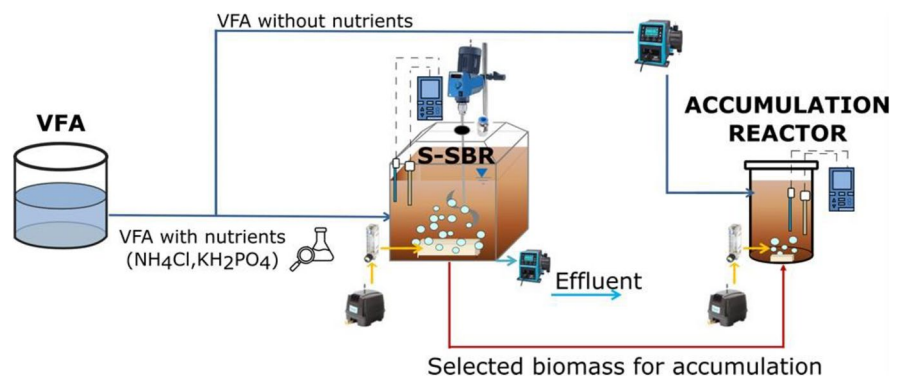 VFA without nutrients
VFA
S-SBR
ACCUMULATION
REACTOR
VFA with nutrients
(NH4Cl,KH2PO4)
Effluent
Selected biomass for accumulation